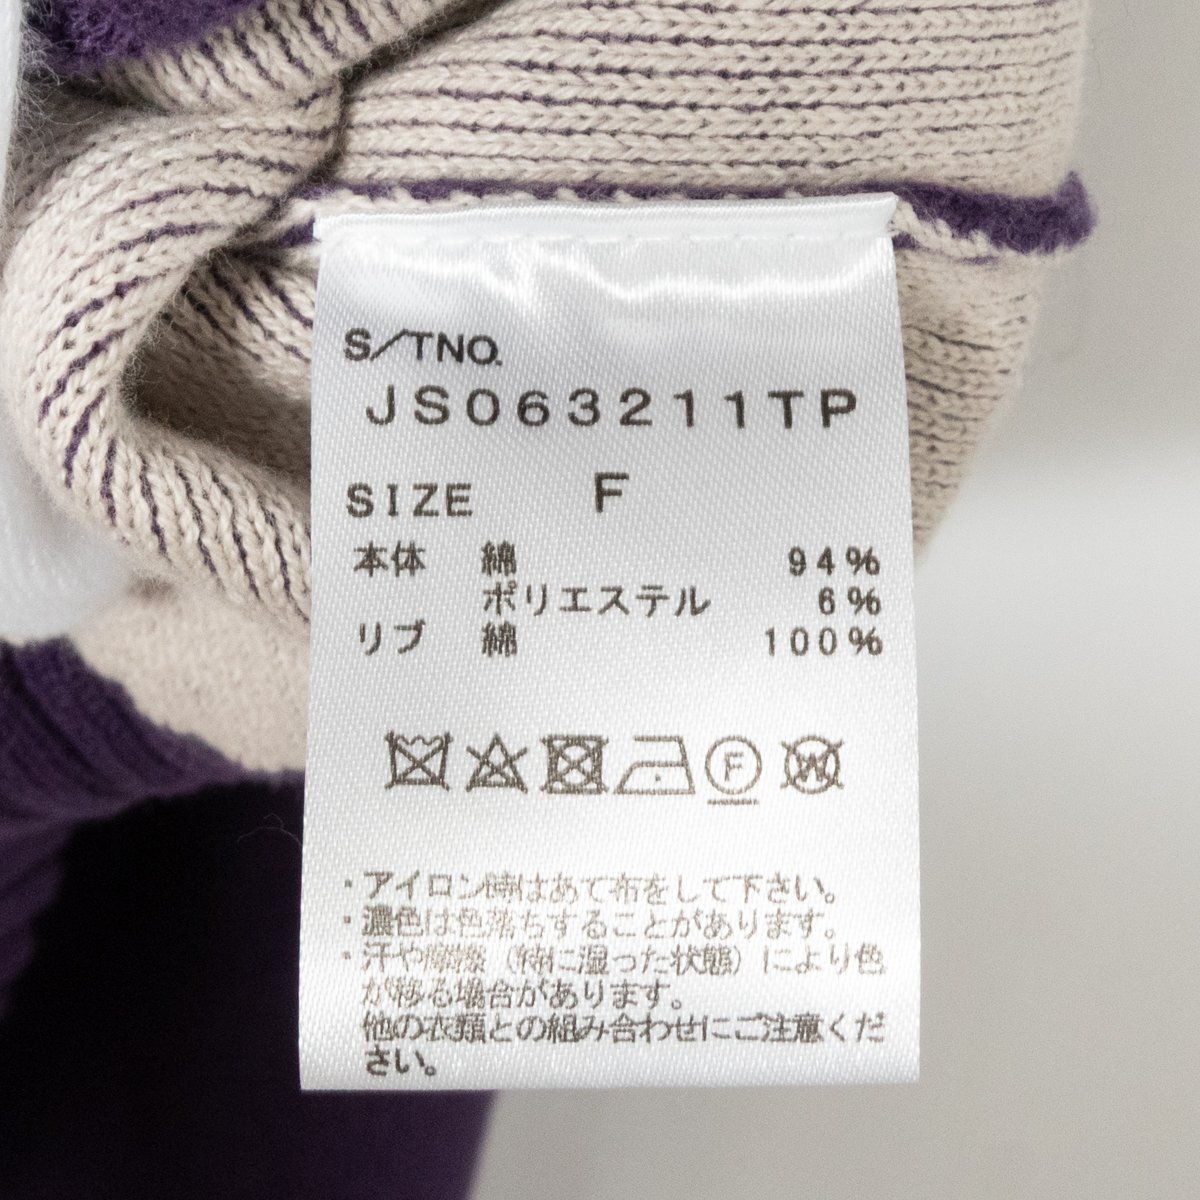 S/TNO.
JS063211TP
SIZE F
本体 綿 94%
ポリエステル 6%
リブ 綿 100%
F
W
・アイロン時はあて布をして下さい。
・濃色は色落ちすることがあります。
・汗や摩擦（特に湿った状態）により色
が移る場合があります。
他の衣類との組み合わせにご注意くだ
さい。